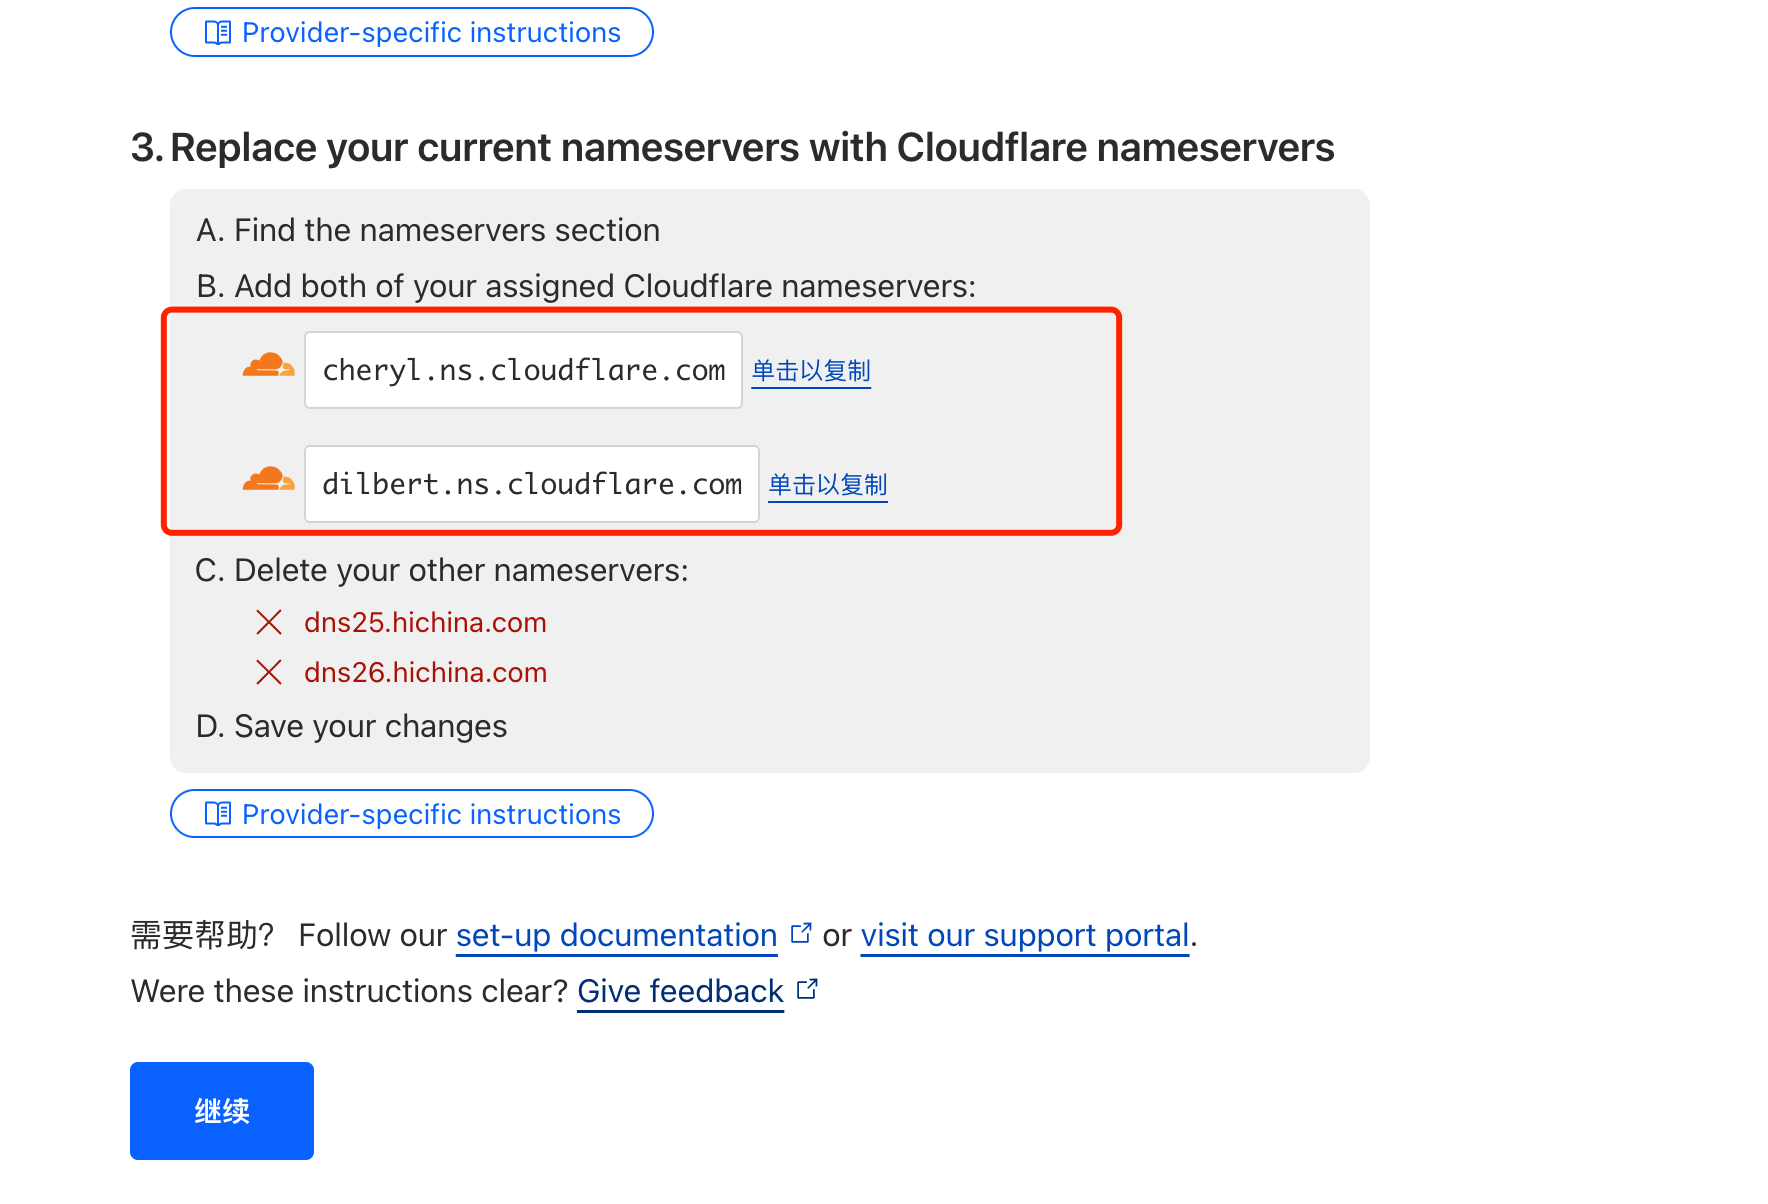 Provider-specific instructions
3. Replace your current nameservers with Cloudflare nameservers
A. Find the nameservers section
B. Add both of your assigned Cloudflare nameservers:
cheryl.ns.cloudflare.com 单击以复制
dilbert.ns.cloudflare.com 单击以复制
C. Delete your other nameservers:
dns25.hichina.com
dns26.hichina.com
D. Save your changes
Provider-specific instructions
需要帮助? Follow our set-up documentation or visit our support portal.
Were these instructions clear? Give feedback
继续